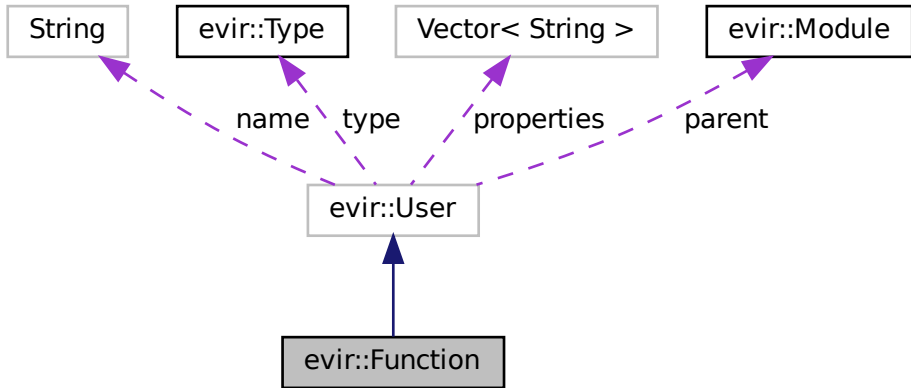 String
evir::Type
Vector< String >
evir::Module
name
type
properties
parent
evir::User
evir::Function